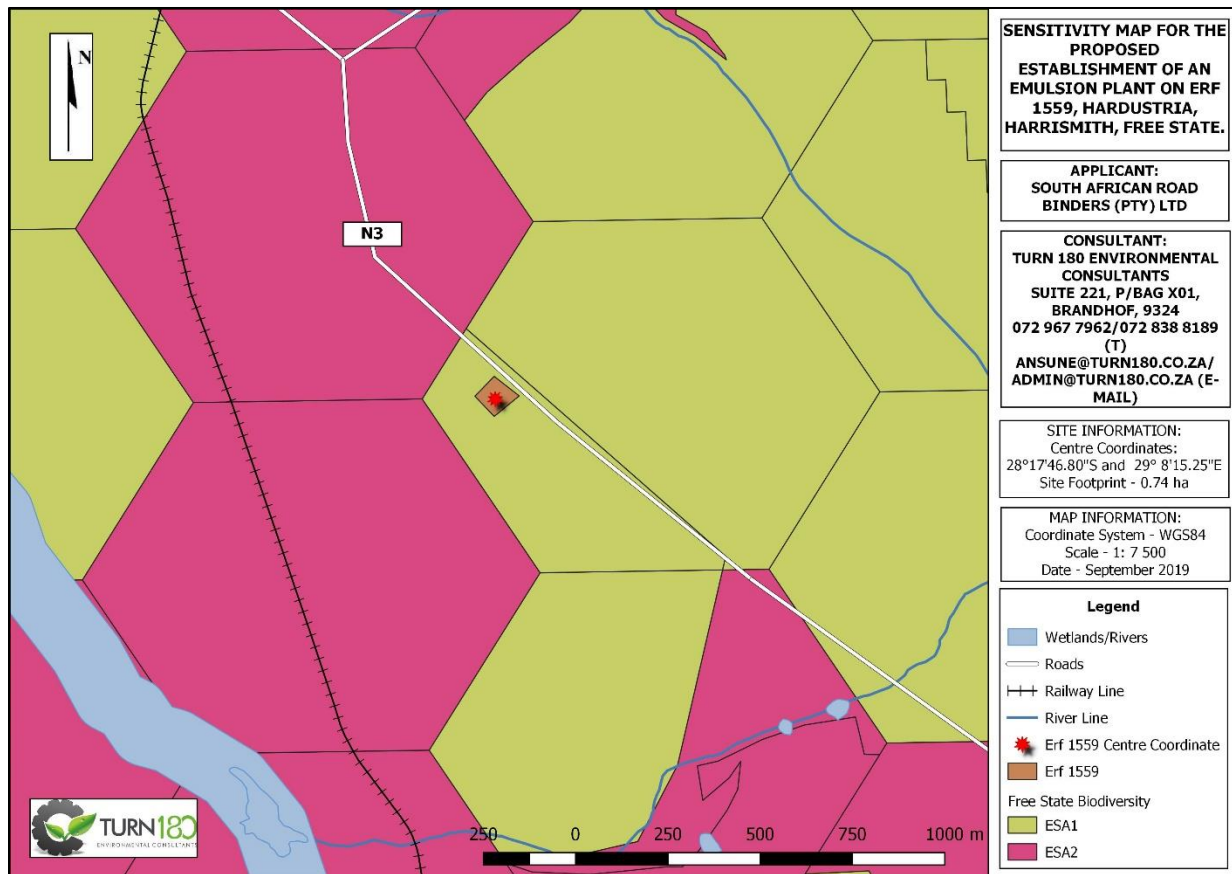 N
N3
TURN180
ENVIRONMENTAL CONSULTANTS
250 0 250 500 750 1000 m
SENSITIVITY MAP FOR THE
PROPOSED
ESTABLISHMENT OF AN
EMULSION PLANT ON ERF
1559, HARDUSTRIA,
HARRISMITH, FREE STATE.
APPLICANT:
SOUTH AFRICAN ROAD
BINDERS (PTY) LTD
CONSULTANT:
TURN 180 ENVIRONMENTAL
CONSULTANTS
SUITE 221, P/BAG X01,
BRANDHOF, 9324
072 967 7962/072 838 8189
(T)
ANSUNE@TURN180.CO.ZA/
ADMIN@TURN180.CO.ZA (E-
MAIL)
SITE INFORMATION:
Centre Coordinates:
28°17'46.80"S and 29° 8'15.25"E
Site Footprint - 0.74 ha
MAP INFORMATION:
Coordinate System - WGS84
Scale - 1: 7 500
Date - September 2019
Legend
Wetlands/Rivers
Roads
Railway Line
River Line
Erf 1559 Centre Coordinate
Erf 1559
Free State Biodiversity
ESA1
ESA2